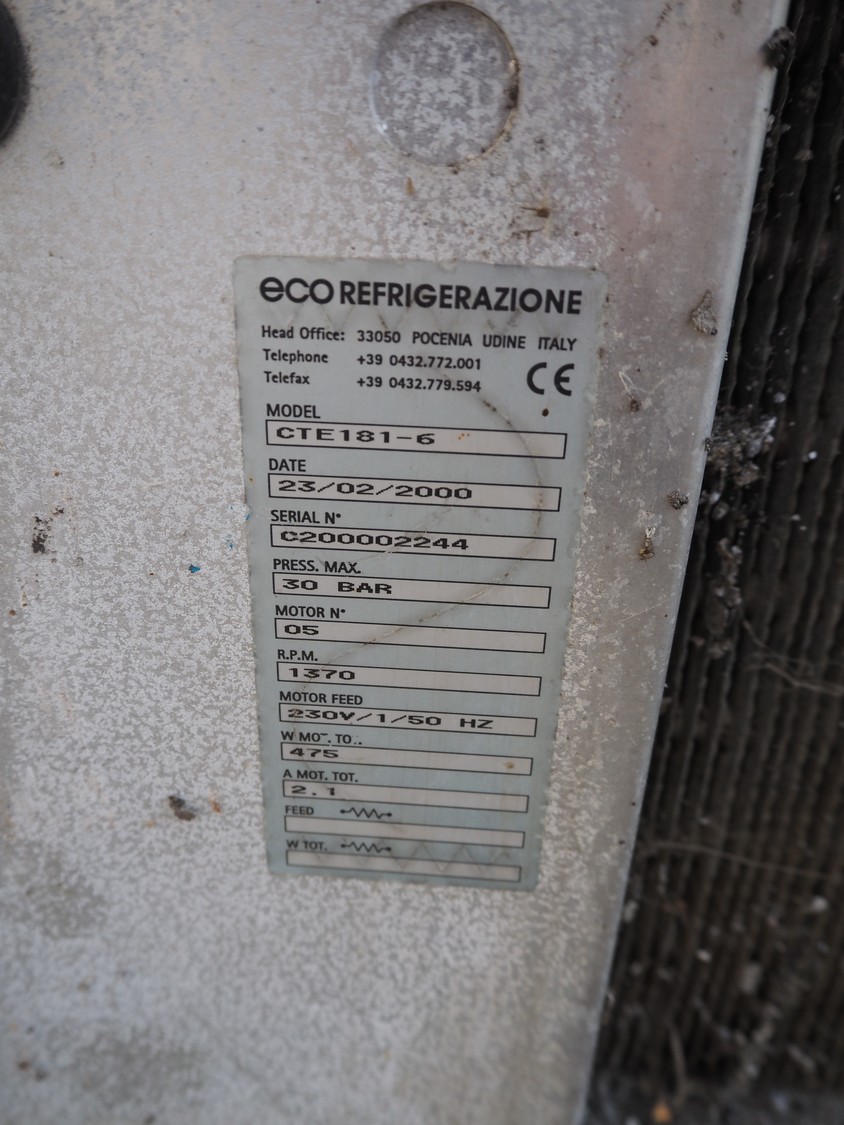 eco REFRIGERAZIONE
Head Office: 33050 POCENIA UDINE ITALY
Telephone +39 0432.772.001
Telefax +39 0432.779.594
CE
MODEL
CTE181-6
DATE
23/02/2000
SERIAL N°
C200002244
PRESS. MAX.
30 BAR
MOTOR N°
05
R.P.M.
1370
MOTOR FEED
230V/1/50 HZ
W MOT. TOT.
475
A MOT. TOT.
2.1
FEED
W TOT.